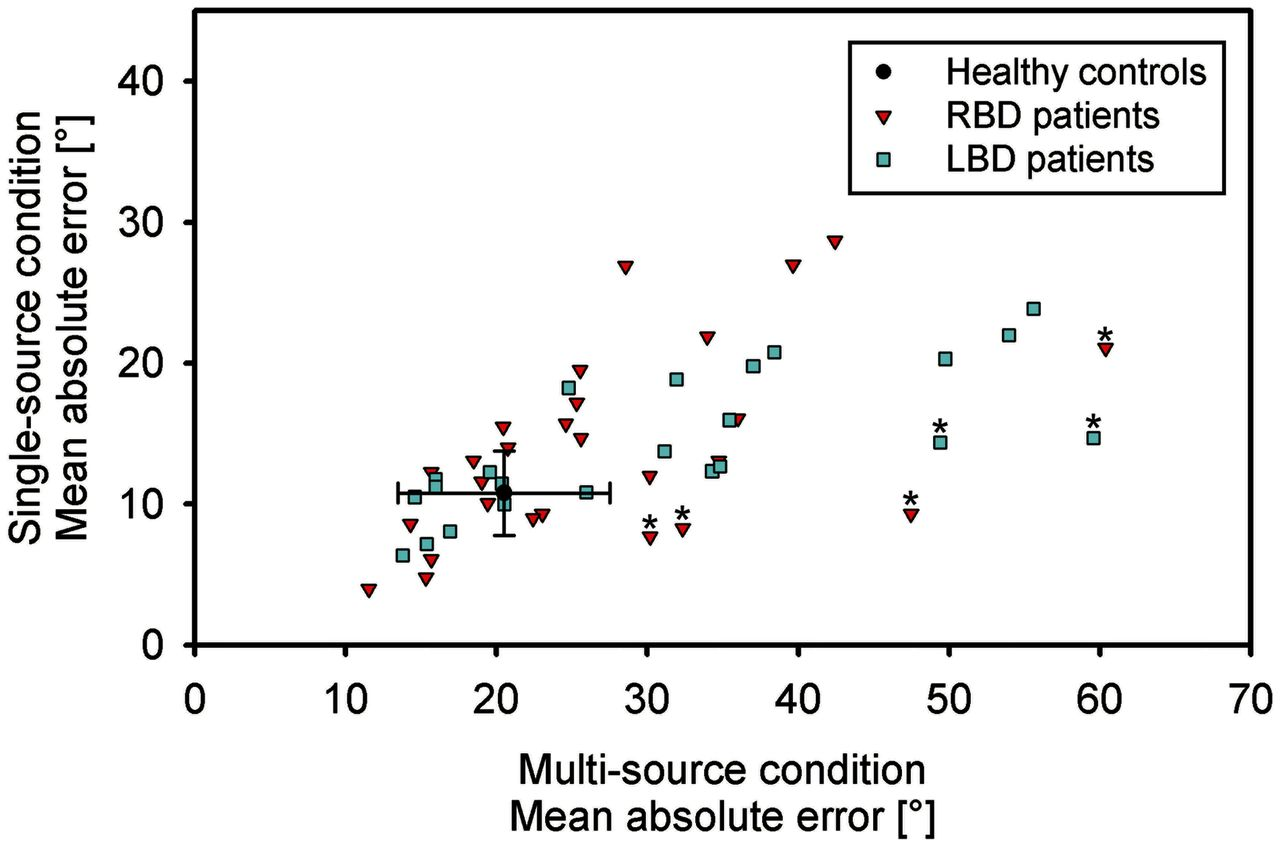 Single-source condition
Mean absolute error [°]
40
30
20
10
0
Healthy controls
RBD patients
LBD patients
*
*
*
*
*
*
0 10 20 30 40 50 60 70
Multi-source condition
Mean absolute error [°]